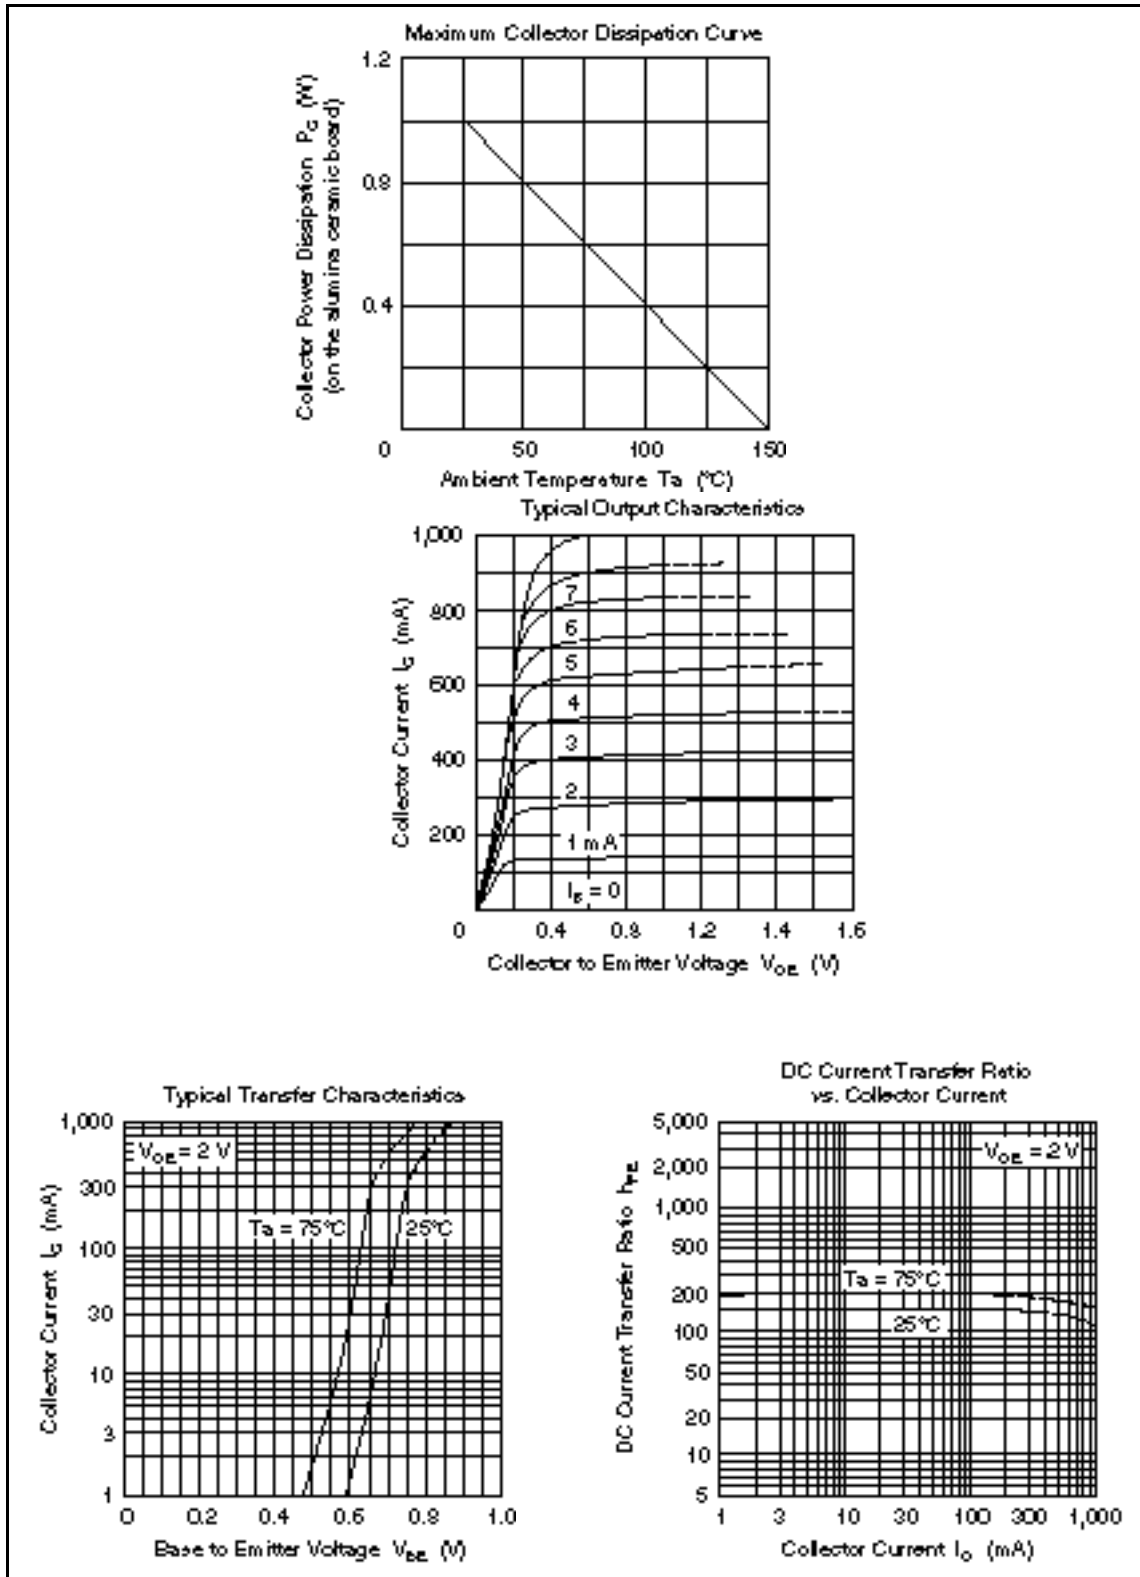 Maximum Collector Dissipation Curve
Collector Power Dissipation P_C (W)
(on the alumina ceramic board)
1.2
0.8
0.4
0
50
100
150
Ambient Temperature Ta (°C)
Typical Output Characteristics
Collector Current I_C (mA)
1,000
800
600
400
200
7
6
5
4
3
2
1 mA
I_B = 0
0
0.4
0.8
1.2
1.4
1.6
Collector to Emitter Voltage V_CE (V)
Typical Transfer Characteristics
Collector Current I_C (mA)
1,000
300
100
30
10
3
1
V_CE = 2 V
Ta = 75°C
25°C
0
0.2
0.4
0.6
0.8
1.0
Base to Emitter Voltage V_BE (V)
DC Current Transfer Ratio
vs. Collector Current
DC Current Transfer Ratio h_FE
5,000
2,000
1,000
500
200
100
50
20
10
5
V_CE = 2 V
Ta = 75°C
25°C
1
3
10
30
100
300
1,000
Collector Current I_C (mA)